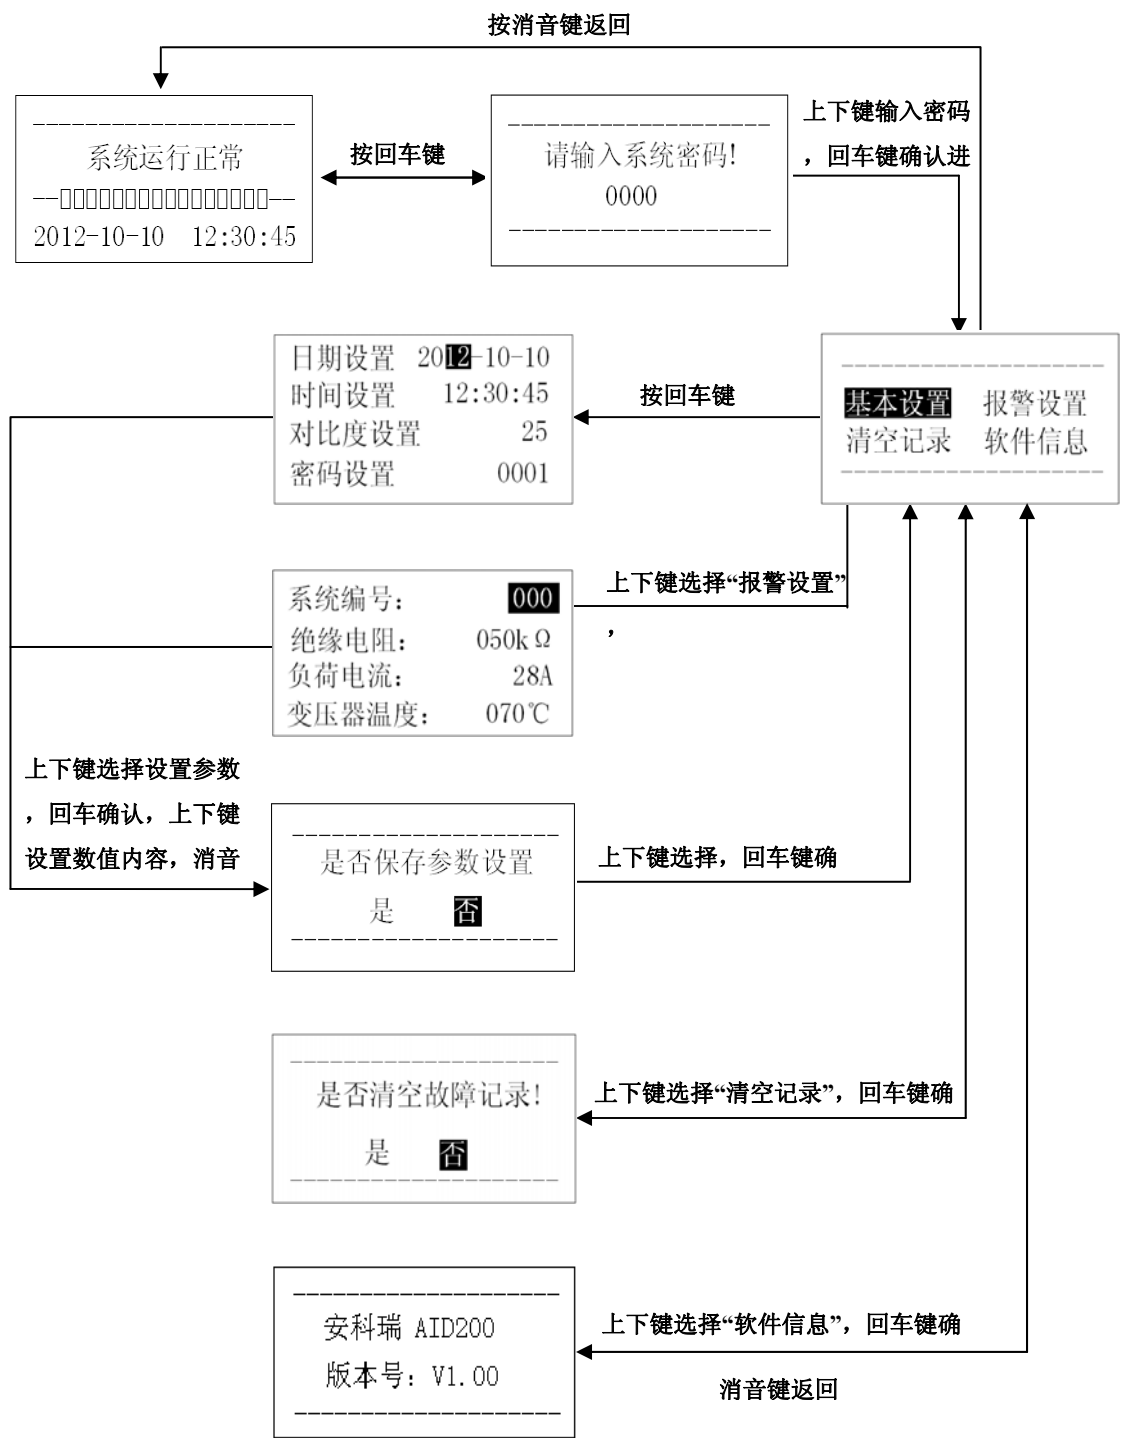 按消音键返回
系统运行正常
2012-10-10 12:30:45
按回车键
请输入系统密码!
0000
上下键输入密码
，回车键确认进
日期设置 2012-10-10
时间设置 12:30:45
对比度设置 25
密码设置 0001
按回车键
基本设置 报警设置
清空记录 软件信息
系统编号： 000
绝缘电阻： 050kΩ
负荷电流： 28A
变压器温度： 070℃
上下键选择“报警设置”
，
上下键选择设置参数
，回车确认，上下键
设置数值内容，消音
是否保存参数设置
是 否
上下键选择，回车键确
是否清空故障记录!
是 否
上下键选择“清空记录”，回车键确
安科瑞 AID200
版本号：V1.00
上下键选择“软件信息”，回车键确
消音键返回